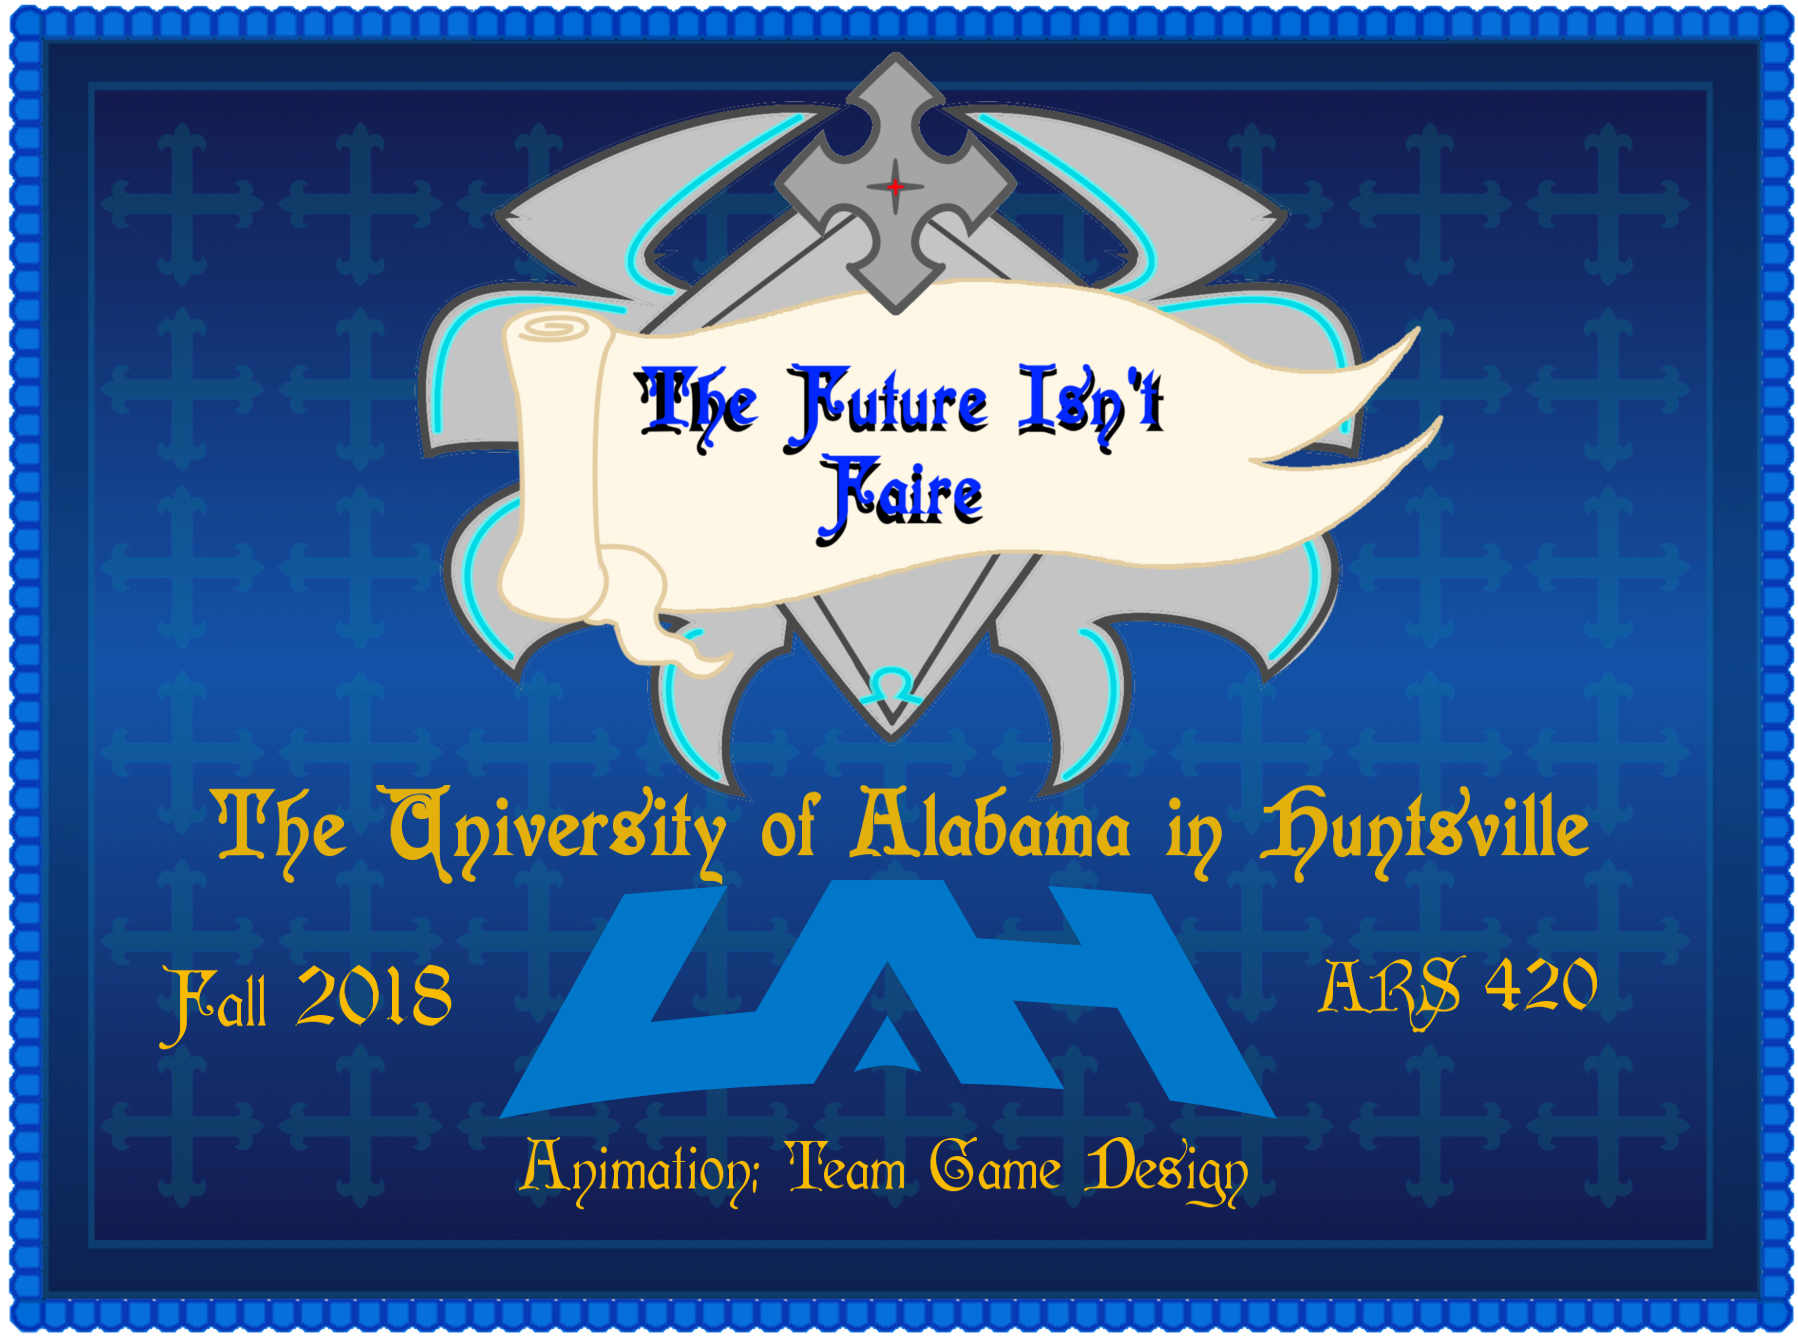 The Future Isn't
Faire
The University of Alabama in Huntsville
UAH
Fall 2018
ARS 420
Animation; Team Game Design